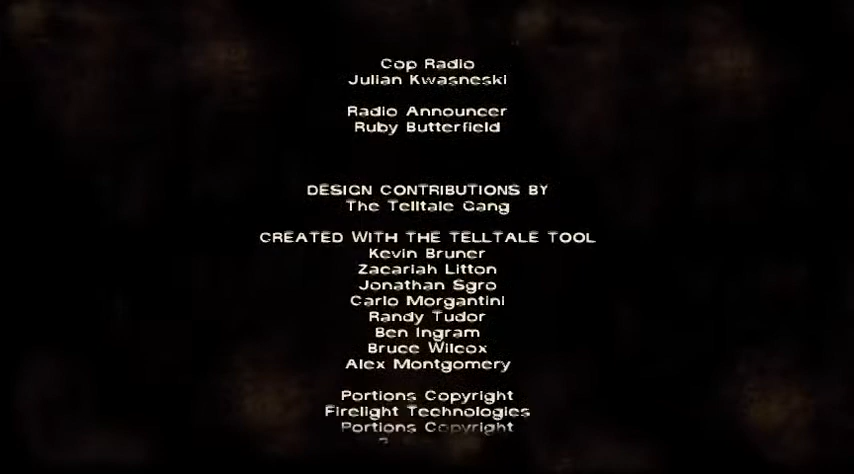 Cop Radio
Julian Kwasneski
Radio Announcer
Ruby Butterfield
DESIGN CONTRIBUTIONS BY
The Telltale Gang
CREATED WITH THE TELLTALE TOOL
Kevin Bruner
Zacariah Litton
Jonathan Sgro
Carlo Morgantini
Randy Tudor
Ben Ingram
Bruce Wilcox
Alex Montgomery
Portions Copyright
Firelight Technologies
Portions Copyright